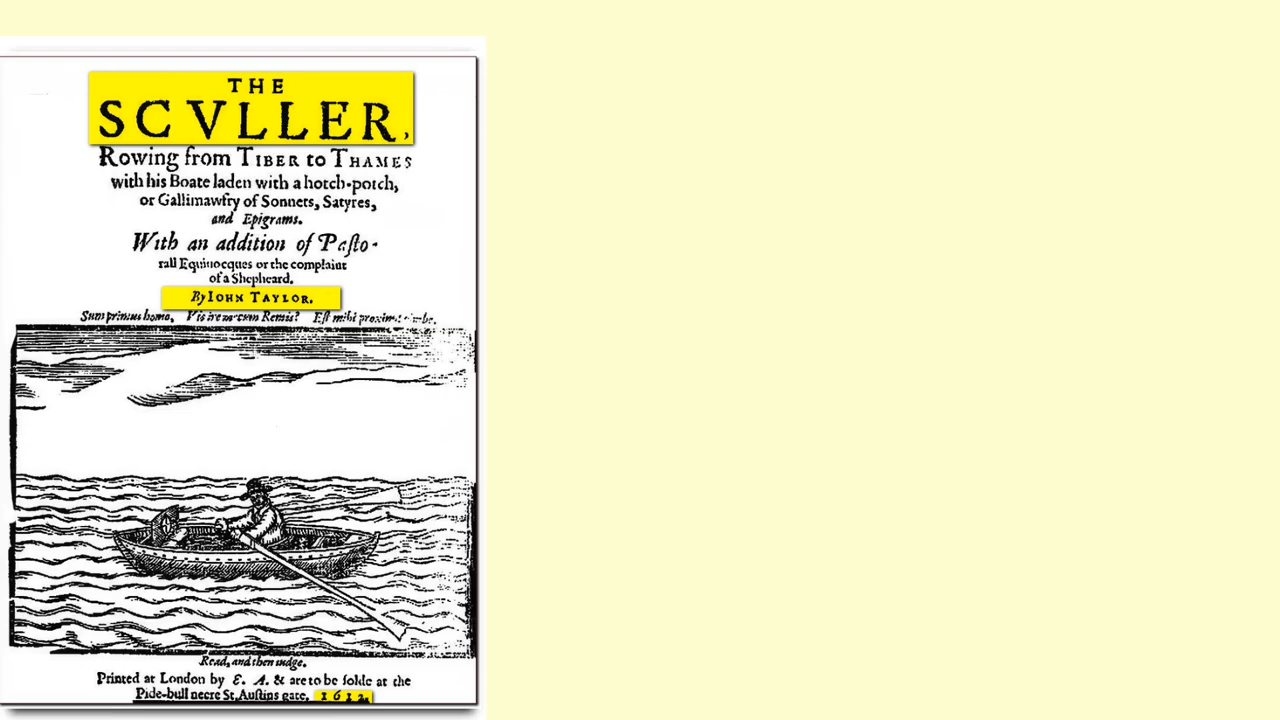 THE
SCVLLER,
Rowing from TIBER to THAMES
with his Boate laden with a hotch-potch,
or Gallimawfry of Sonnets, Satyres,
and Epigrams.
With an addition of Pasto-
rall Equiuocques or the complaint
of a Shepheard.
By IOHN TAYLOR.
Sum primus homo, Vis ire mecum Remis? Est mihi proxima
Read, and then iudge.
Printed at London by E. A. & are to be solde at the
Pide-bull neere St. Austins gate. 1612.